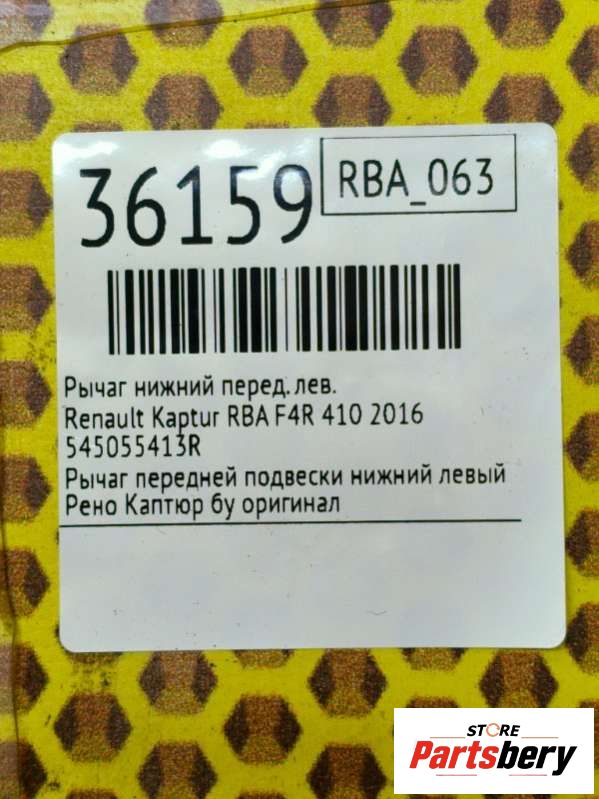 36159
RBA_063
Рычаг нижний перед. лев.
Renault Kaptur RBA F4R 410 2016
545055413R
Рычаг передней подвески нижний левый
Рено Каптюр бу оригинал
STORE
Partsbery